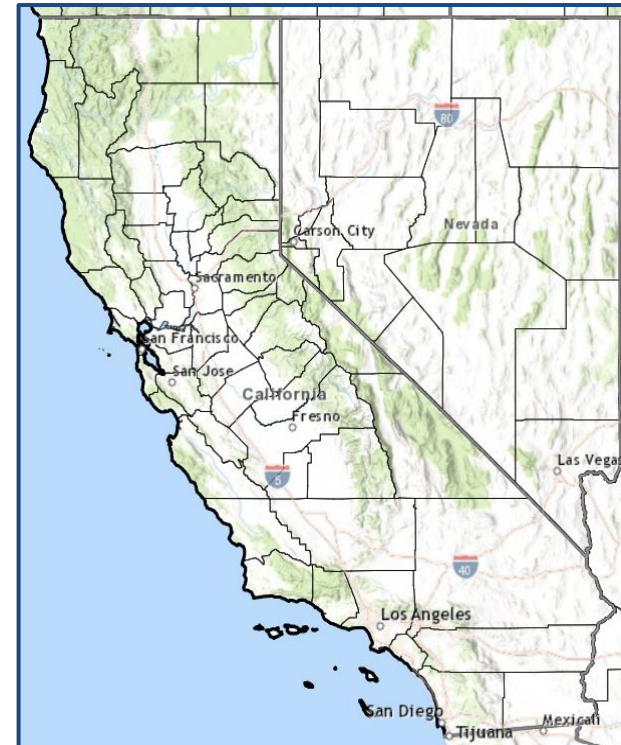 80
Carson City
Nevada
Sacramento
San Francisco
San Jose
California
Fresno
Las Vegas
5
40
Los Angeles
San Diego
Tijuana
Mexicali